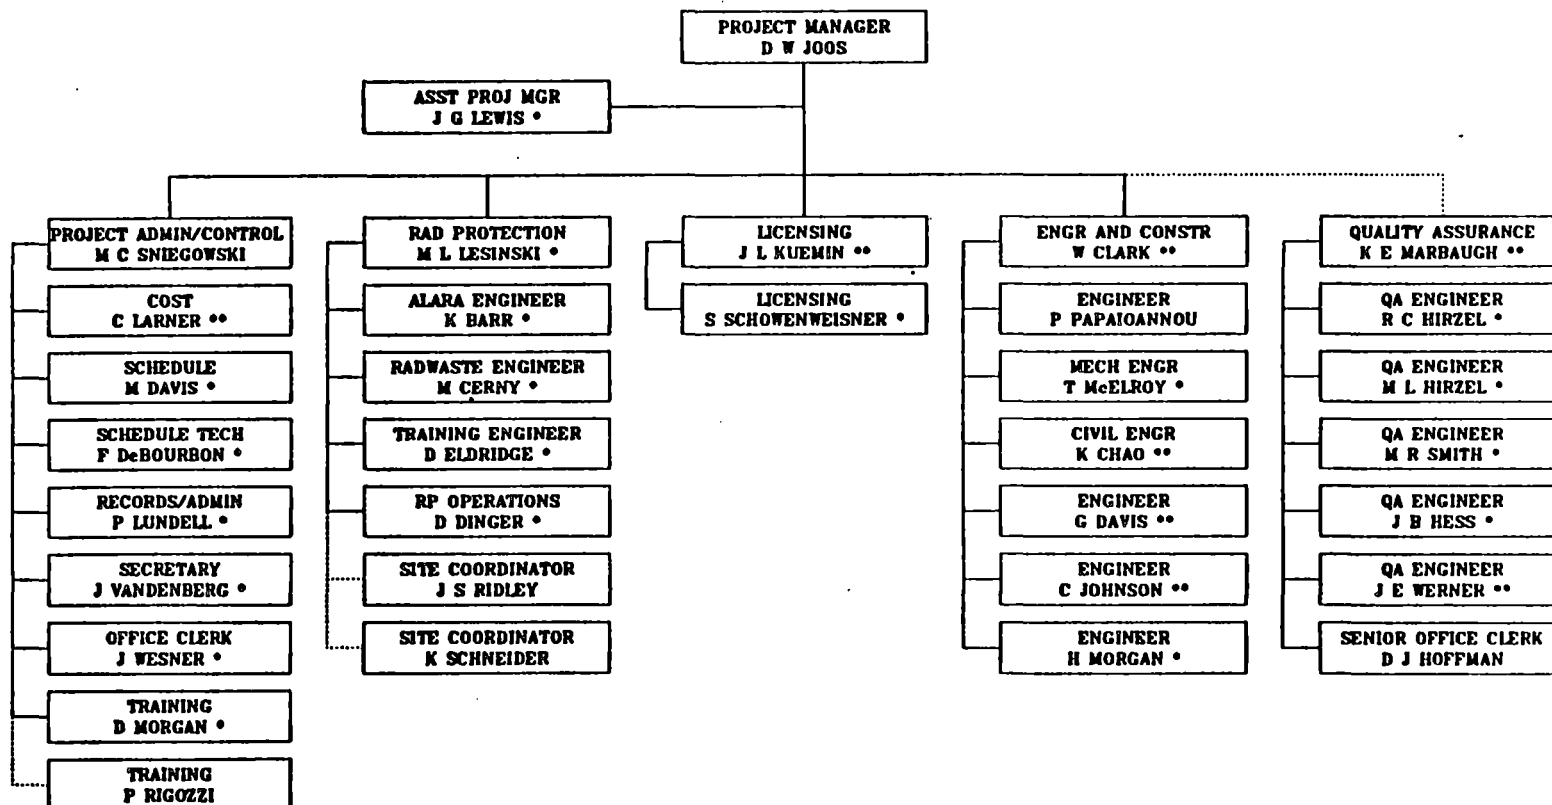 PROJECT MANAGER
D W JOOS
ASST PROJ MGR
J G LEWIS •
PROJECT ADMIN/CONTROL
M C SNIEGOWSKI
COST
C LARNER ••
SCHEDULE
M DAVIS •
SCHEDULE TECH
F DeBOURBON •
RECORDS/ADMIN
P LUNDELL •
SECRETARY
J VANDENBERG •
OFFICE CLERK
J WESNER •
TRAINING
D MORGAN •
TRAINING
P RIGOZZI
RAD PROTECTION
M L LESINSKI •
ALARA ENGINEER
K BARR •
RADWASTE ENGINEER
M CERNY •
TRAINING ENGINEER
D ELDRIDGE •
RP OPERATIONS
D DINGER •
SITE COORDINATOR
J S RIDLEY
SITE COORDINATOR
K SCHNEIDER
LICENSING
J L KUEMIN ••
LICENSING
S SCHOWENWEISNER •
ENGR AND CONSTR
W CLARK ••
ENGINEER
P PAPAIOANNOU
MECH ENGR
T McELROY •
CIVIL ENGR
K CHAO ••
ENGINEER
G DAVIS ••
ENGINEER
C JOHNSON ••
ENGINEER
H MORGAN •
QUALITY ASSURANCE
K E MARBAUGH ••
QA ENGINEER
R C HIRZEL •
QA ENGINEER
M L HIRZEL •
QA ENGINEER
M R SMITH •
QA ENGINEER
J B HESS •
QA ENGINEER
J E WERNER ••
SENIOR OFFICE CLERK
D J HOFFMAN